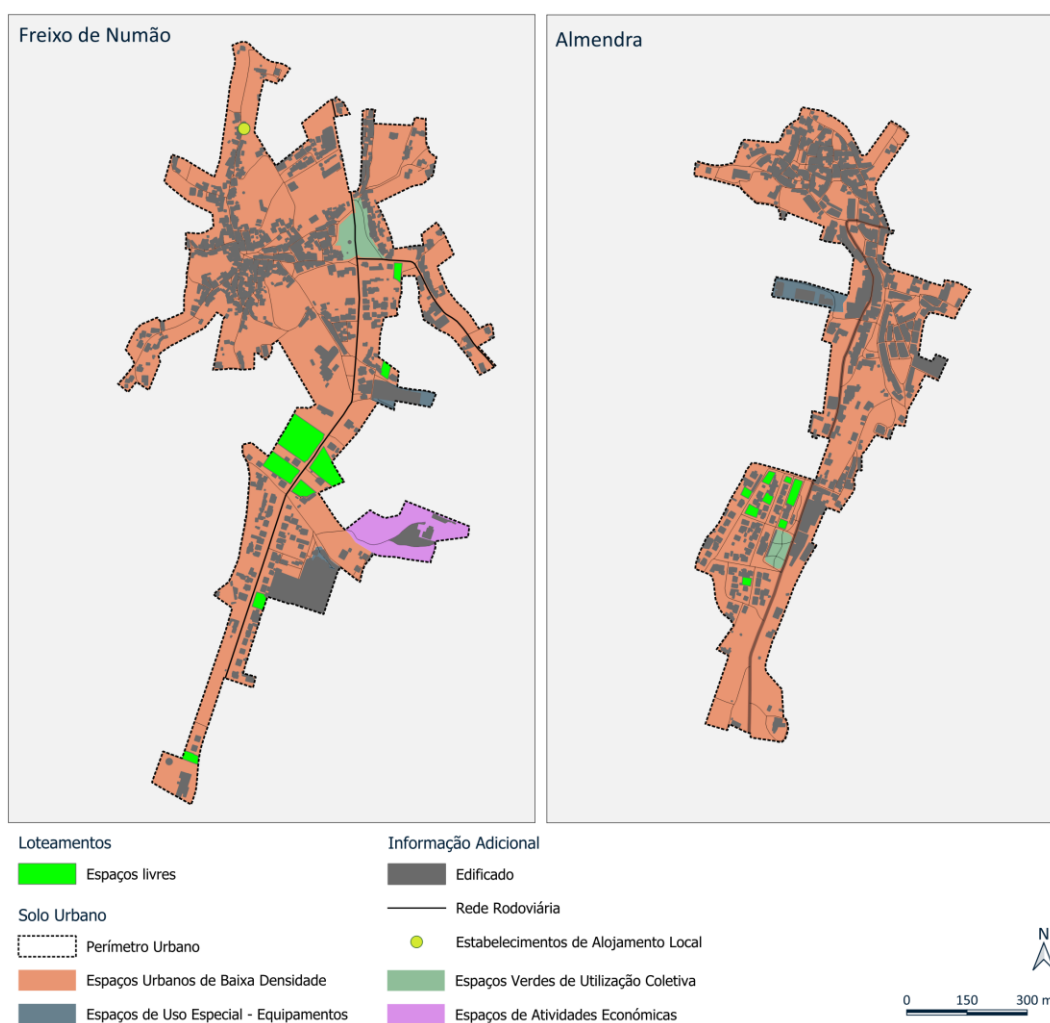 Freixo de Numão
Almendra
Loteamentos
Espaços livres
Solo Urbano
Perímetro Urbano
Espaços Urbanos de Baixa Densidade
Espaços de Uso Especial - Equipamentos
Informação Adicional
Edificado
Rede Rodoviária
Estabelecimentos de Alojamento Local
Espaços Verdes de Utilização Coletiva
Espaços de Atividades Económicas
N
0 150 300 m